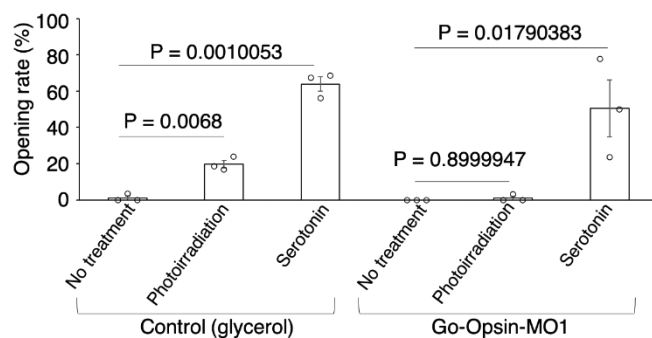 100
80
60
40
20
0
Opening rate (%)
P = 0.0010053
P = 0.0068
P = 0.01790383
P = 0.8999947
No treatment
Photoirradiation
Serotonin
No treatment
Photoirradiation
Serotonin
Control (glycerol)
Go-Opsin-MO1